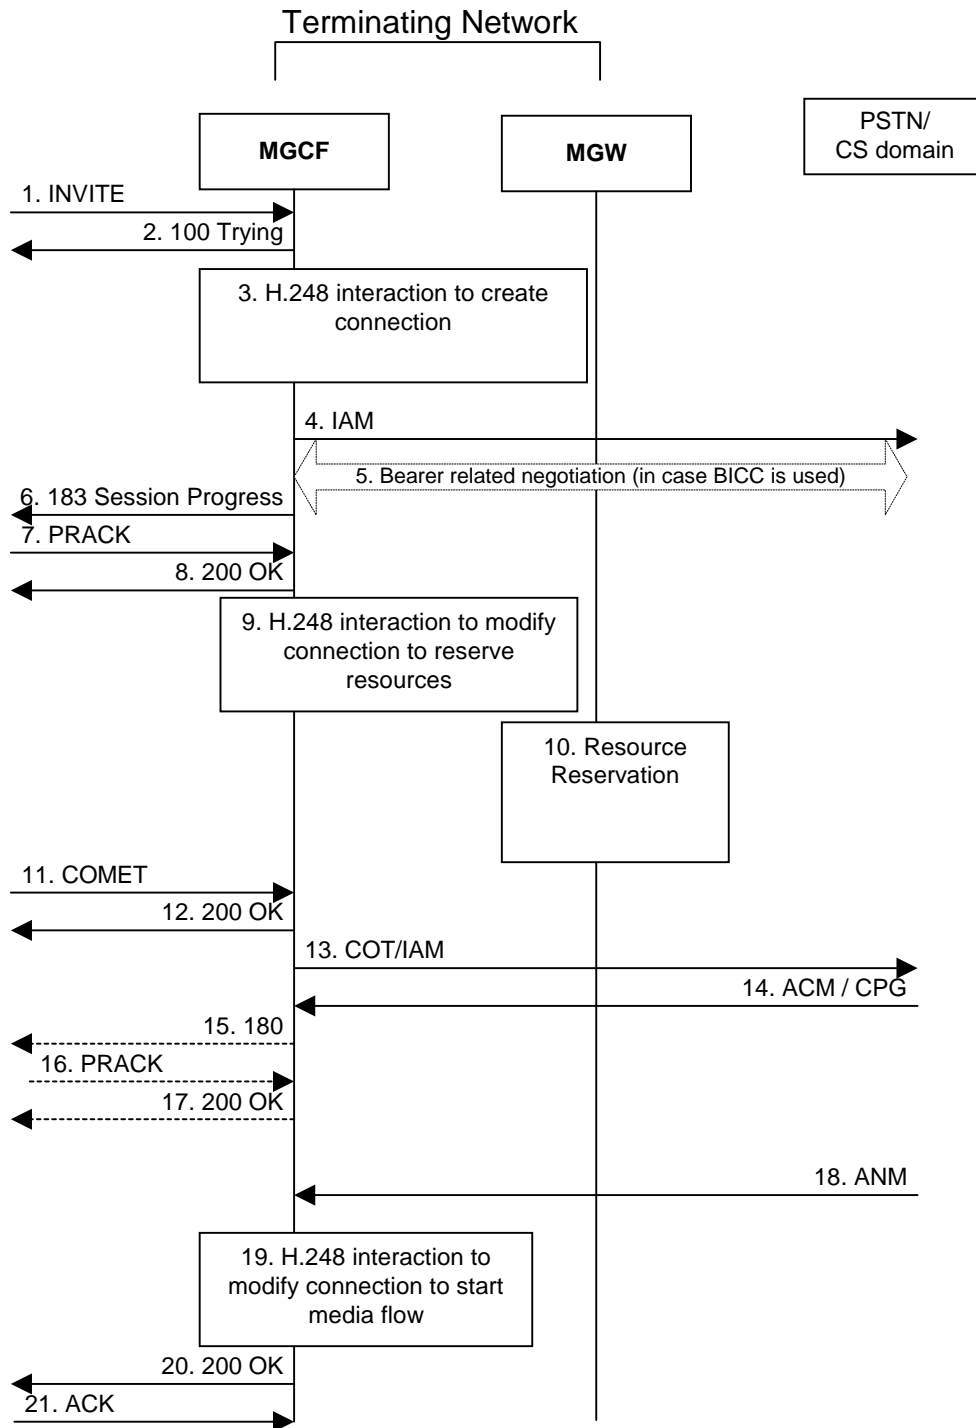 Terminating Network
MGCF
MGW
PSTN/
CS domain
1. INVITE
2. 100 Trying
3. H.248 interaction to create
connection
4. IAM
5. Bearer related negotiation (in case BICC is used)
6. 183 Session Progress
7. PRACK
8. 200 OK
9. H.248 interaction to modify
connection to reserve
resources
10. Resource
Reservation
11. COMET
12. 200 OK
13. COT/IAM
14. ACM / CPG
15. 180
16. PRACK
17. 200 OK
18. ANM
19. H.248 interaction to
modify connection to start
media flow
20. 200 OK
21. ACK